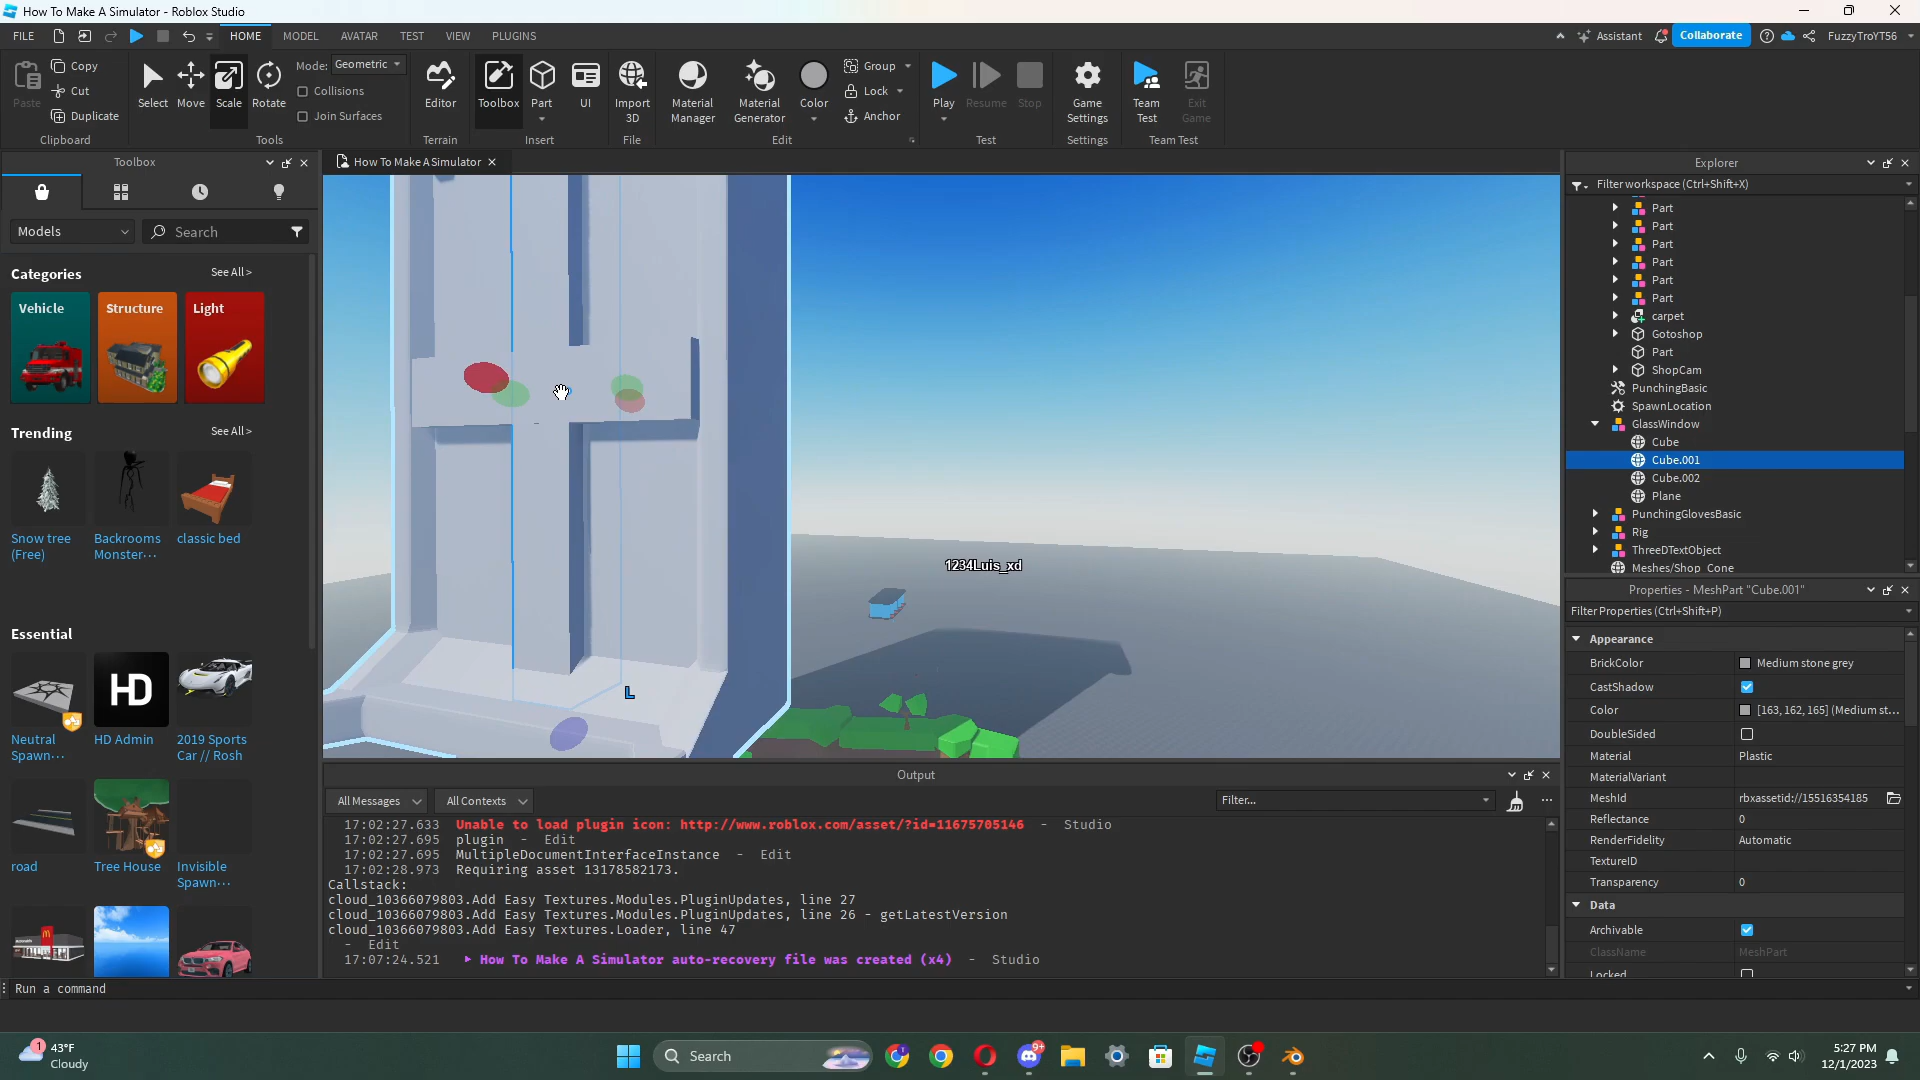 How To Make A Simulator - Roblox Studio
FILE
HOME
MODEL
AVATAR
TEST
VIEW
PLUGINS
Assistant
Collaborate
FuzzyTroYT56
Paste
Copy
Cut
Duplicate
Clipboard
Select
Move
Scale
Rotate
Mode:
Geometric
Collisions
Join Surfaces
Tools
Editor
Terrain
Toolbox
Part
UI
Insert
Import
3D
File
Material
Manager
Material
Generator
Color
Group
Lock
Anchor
Edit
Play
Resume
Stop
Test
Game
Settings
Settings
Team
Test
Exit
Game
Team Test
Toolbox
Models
Search
Categories
See All >
Vehicle
Structure
Light
Trending
See All >
Snow tree
(Free)
Backrooms
Monster...
classic bed
Essential
Neutral
Spawn...
HD
HD Admin
2019 Sports
Car // Rosh
road
Tree House
Invisible
Spawn...
How To Make A Simulator
1234Luis_xd
L
Explorer
Filter workspace (Ctrl+Shift+X)
Part
Part
Part
Part
Part
Part
carpet
Gotoshop
Part
ShopCam
PunchingBasic
SpawnLocation
GlassWindow
Cube
Cube.001
Cube.002
Plane
PunchingGlovesBasic
Rig
ThreeDTextObject
Meshes/Shop_Cone
Properties - MeshPart "Cube.001"
Filter Properties (Ctrl+Shift+P)
Appearance
BrickColor
Medium stone grey
CastShadow
Color
[163, 162, 165] (Medium st...
DoubleSided
Material
Plastic
MaterialVariant
MeshId
rbxassetid://15516354185
Reflectance
0
RenderFidelity
Automatic
TextureID
Transparency
0
Data
Archivable
ClassName
MeshPart
Locked
Output
All Messages
All Contexts
Filter...
17:02:27.633 Unable to load plugin icon: http://www.roblox.com/asset/?id=11675705146 - Studio
17:02:27.695 plugin - Edit
17:02:27.695 MultipleDocumentInterfaceInstance - Edit
17:02:28.973 Requiring asset 13178582173.
Callstack:
cloud_10366079803.Add Easy Textures.Modules.PluginUpdates, line 27
cloud_10366079803.Add Easy Textures.Modules.PluginUpdates, line 26 - getLatestVersion
cloud_10366079803.Add Easy Textures.Loader, line 47
- Edit
17:07:24.521 How To Make A Simulator auto-recovery file was created (x4) - Studio
Run a command
1
43°F
Cloudy
Search
9+
5:27 PM
12/1/2023